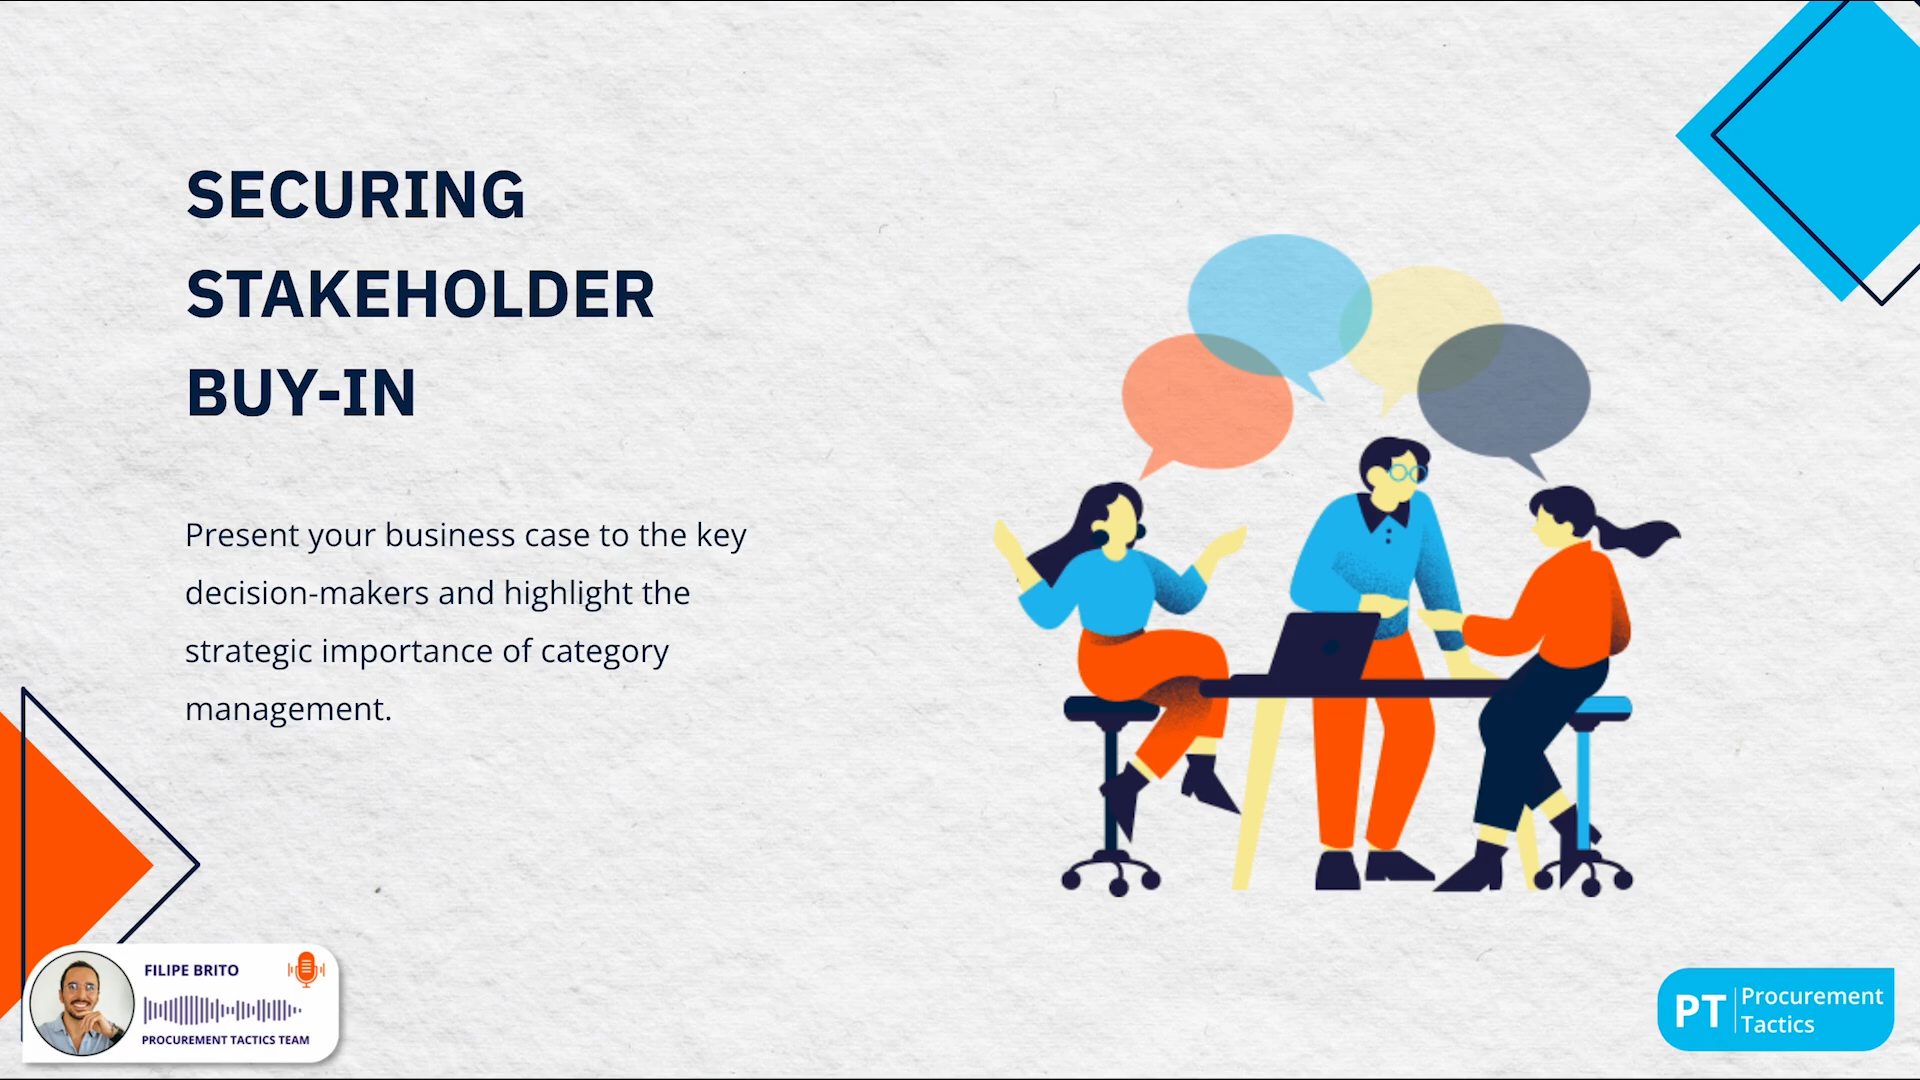 SECURING
STAKEHOLDER
BUY-IN
Present your business case to the key
decision-makers and highlight the
strategic importance of category
management.
FILIPE BRITO
PROCUREMENT TACTICS TEAM
PT
Procurement
Tactics